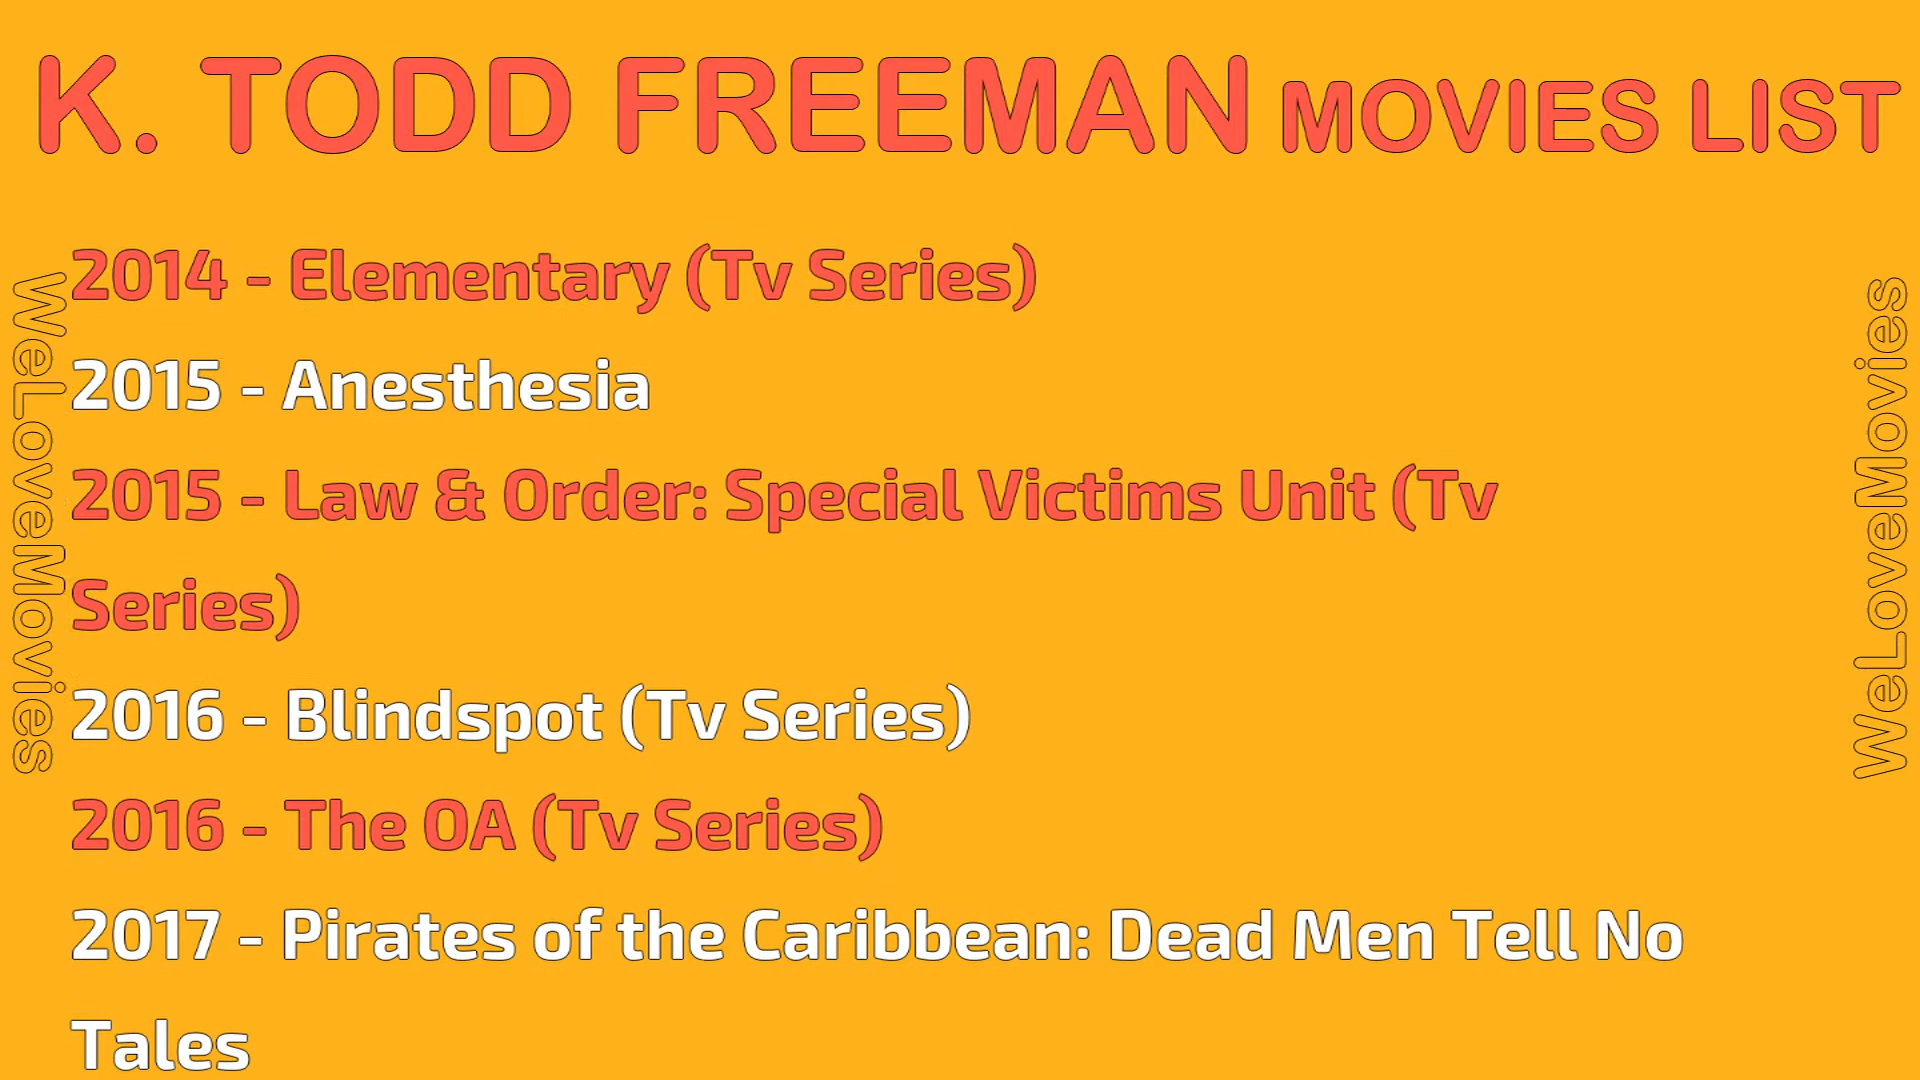 K. TODD FREEMAN MOVIES LIST
2014 - Elementary (Tv Series)
2015 - Anesthesia
2015 - Law & Order: Special Victims Unit (Tv
Series)
2016 - Blindspot (Tv Series)
2016 - The OA (Tv Series)
2017 - Pirates of the Caribbean: Dead Men Tell No
Tales
WeLoveMovies
WeLoveMovies